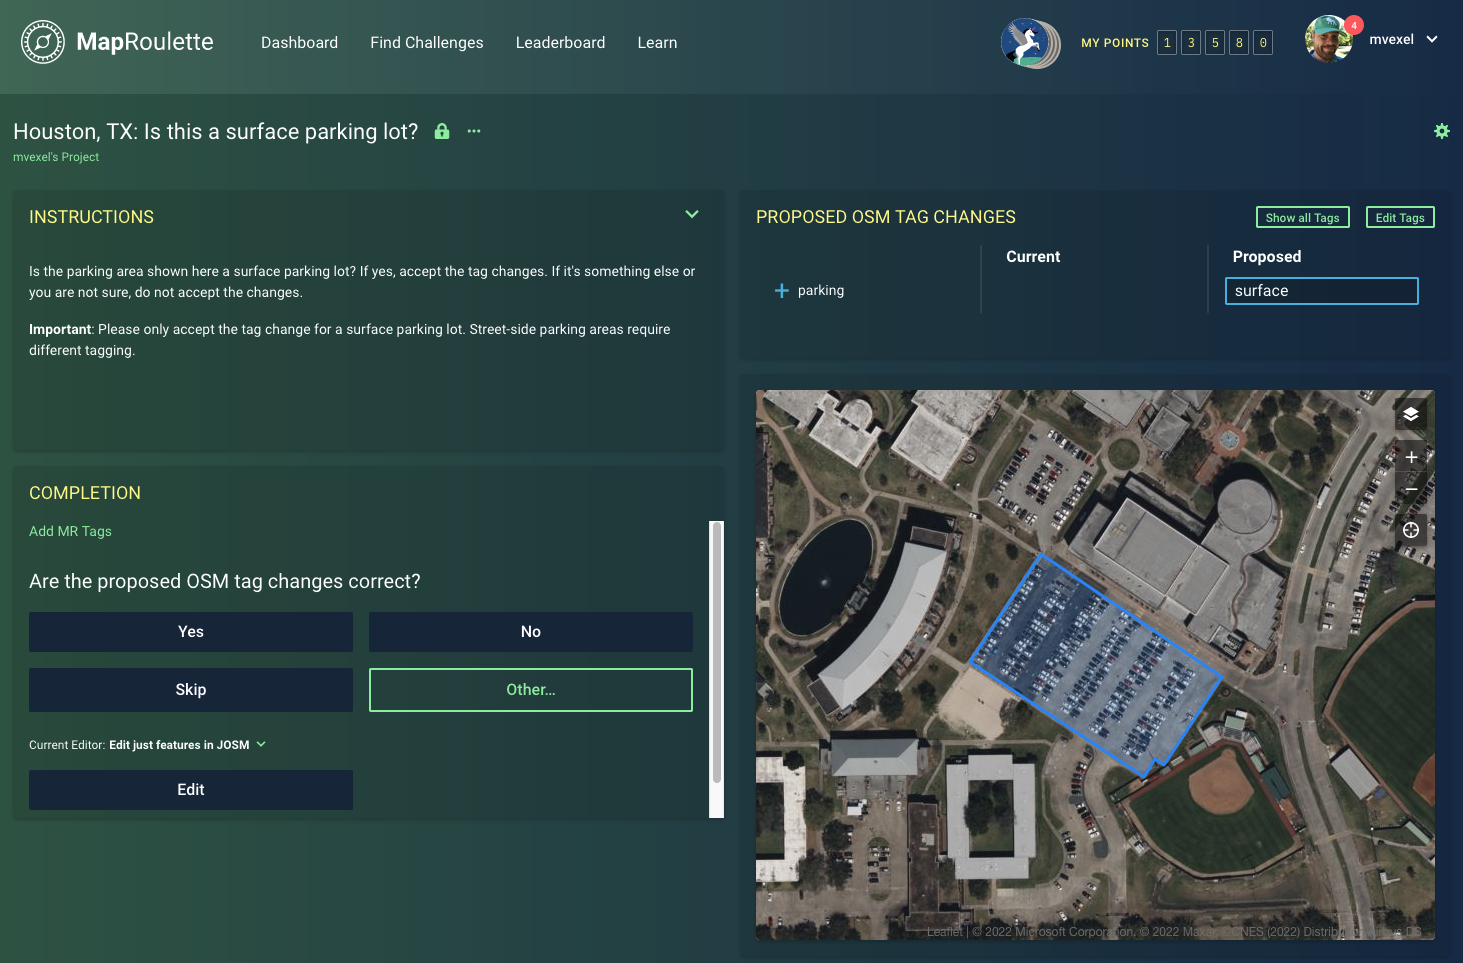 MapRoulette
Dashboard
Find Challenges
Leaderboard
Learn
MY POINTS 1 3 5 8 0
4
mvexel
Houston, TX: Is this a surface parking lot?
mvexel's Project
INSTRUCTIONS
Is the parking area shown here a surface parking lot? If yes, accept the tag changes. If it's something else or
you are not sure, do not accept the changes.
Important: Please only accept the tag change for a surface parking lot. Street-side parking areas require
different tagging.
COMPLETION
Add MR Tags
Are the proposed OSM tag changes correct?
Yes
No
Skip
Other...
Current Editor: Edit just features in JOSM
Edit
PROPOSED OSM TAG CHANGES
Show all Tags
Edit Tags
Current
Proposed
parking
surface
Leaflet | © 2022 Microsoft Corporation, © 2022 Maxar, CNES (2022) DS